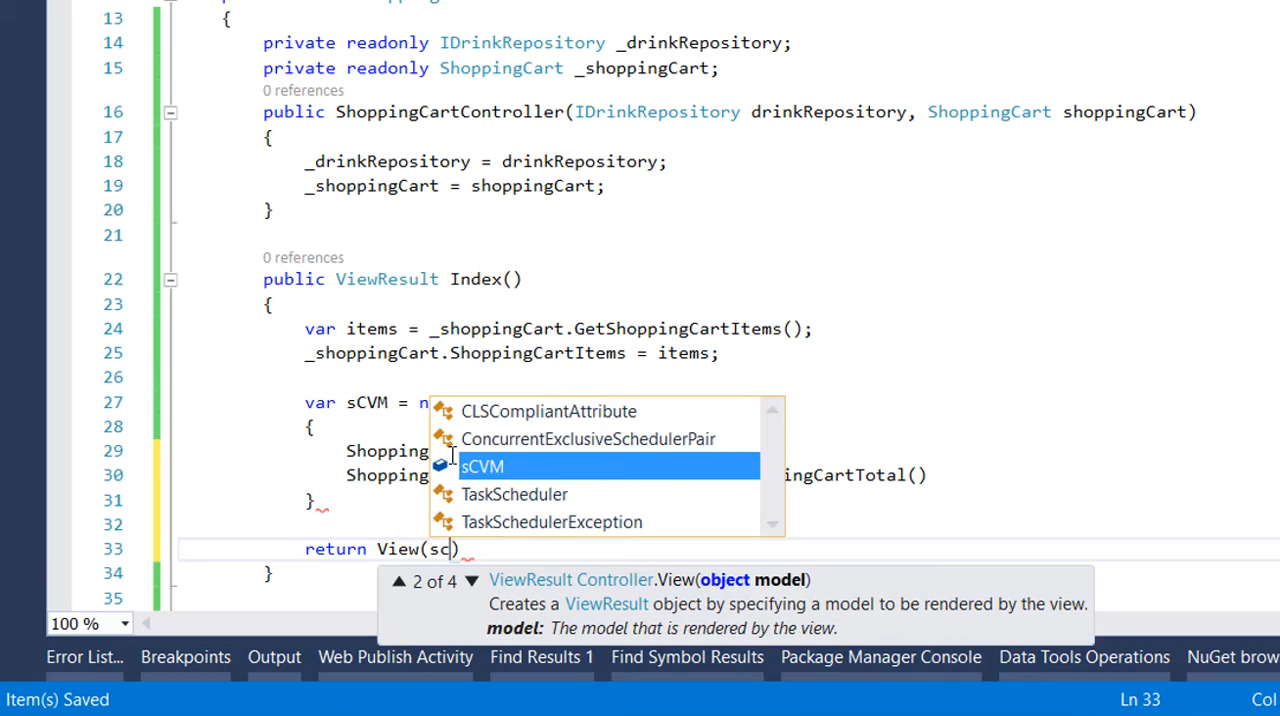 13 {
14 private readonly IDrinkRepository _drinkRepository;
15 private readonly ShoppingCart _shoppingCart;
0 references
16 public ShoppingCartController(IDrinkRepository drinkRepository, ShoppingCart shoppingCart)
17 {
18 _drinkRepository = drinkRepository;
19 _shoppingCart = shoppingCart;
20 }
21
0 references
22 public ViewResult Index()
23 {
24 var items = _shoppingCart.GetShoppingCartItems();
25 _shoppingCart.ShoppingCartItems = items;
26
27 var sCVM = n
CLSCompliantAttribute
28 {
ConcurrentExclusiveSchedulerPair
29 Shopping
sCVM
30 Shopping ingCartTotal()
TaskScheduler
31 }
TaskSchedulerException
32
33 return View(sc)
34 }
2 of 4 ViewResult Controller.View(object model)
35 Creates a ViewResult object by specifying a model to be rendered by the view.
100 % model: The model that is rendered by the view.
Error List... Breakpoints Output Web Publish Activity Find Results 1 Find Symbol Results Package Manager Console Data Tools Operations NuGet brow
Item(s) Saved Ln 33 Col